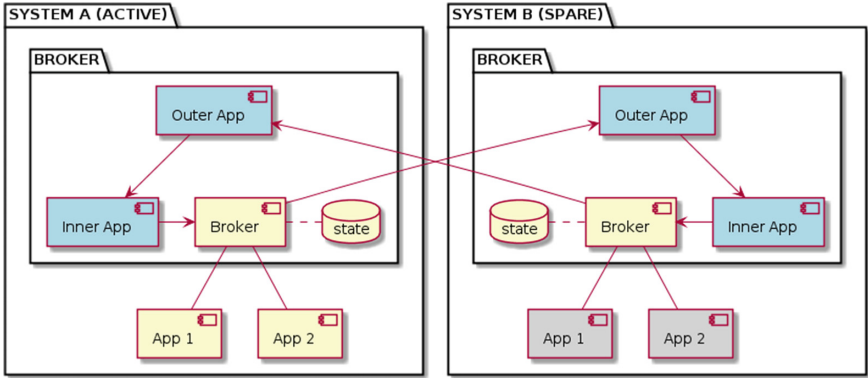 SYSTEM A (ACTIVE)
BROKER
Outer App
Inner App
Broker
state
App 1
App 2
SYSTEM B (SPARE)
BROKER
Outer App
state
Broker
Inner App
App 1
App 2